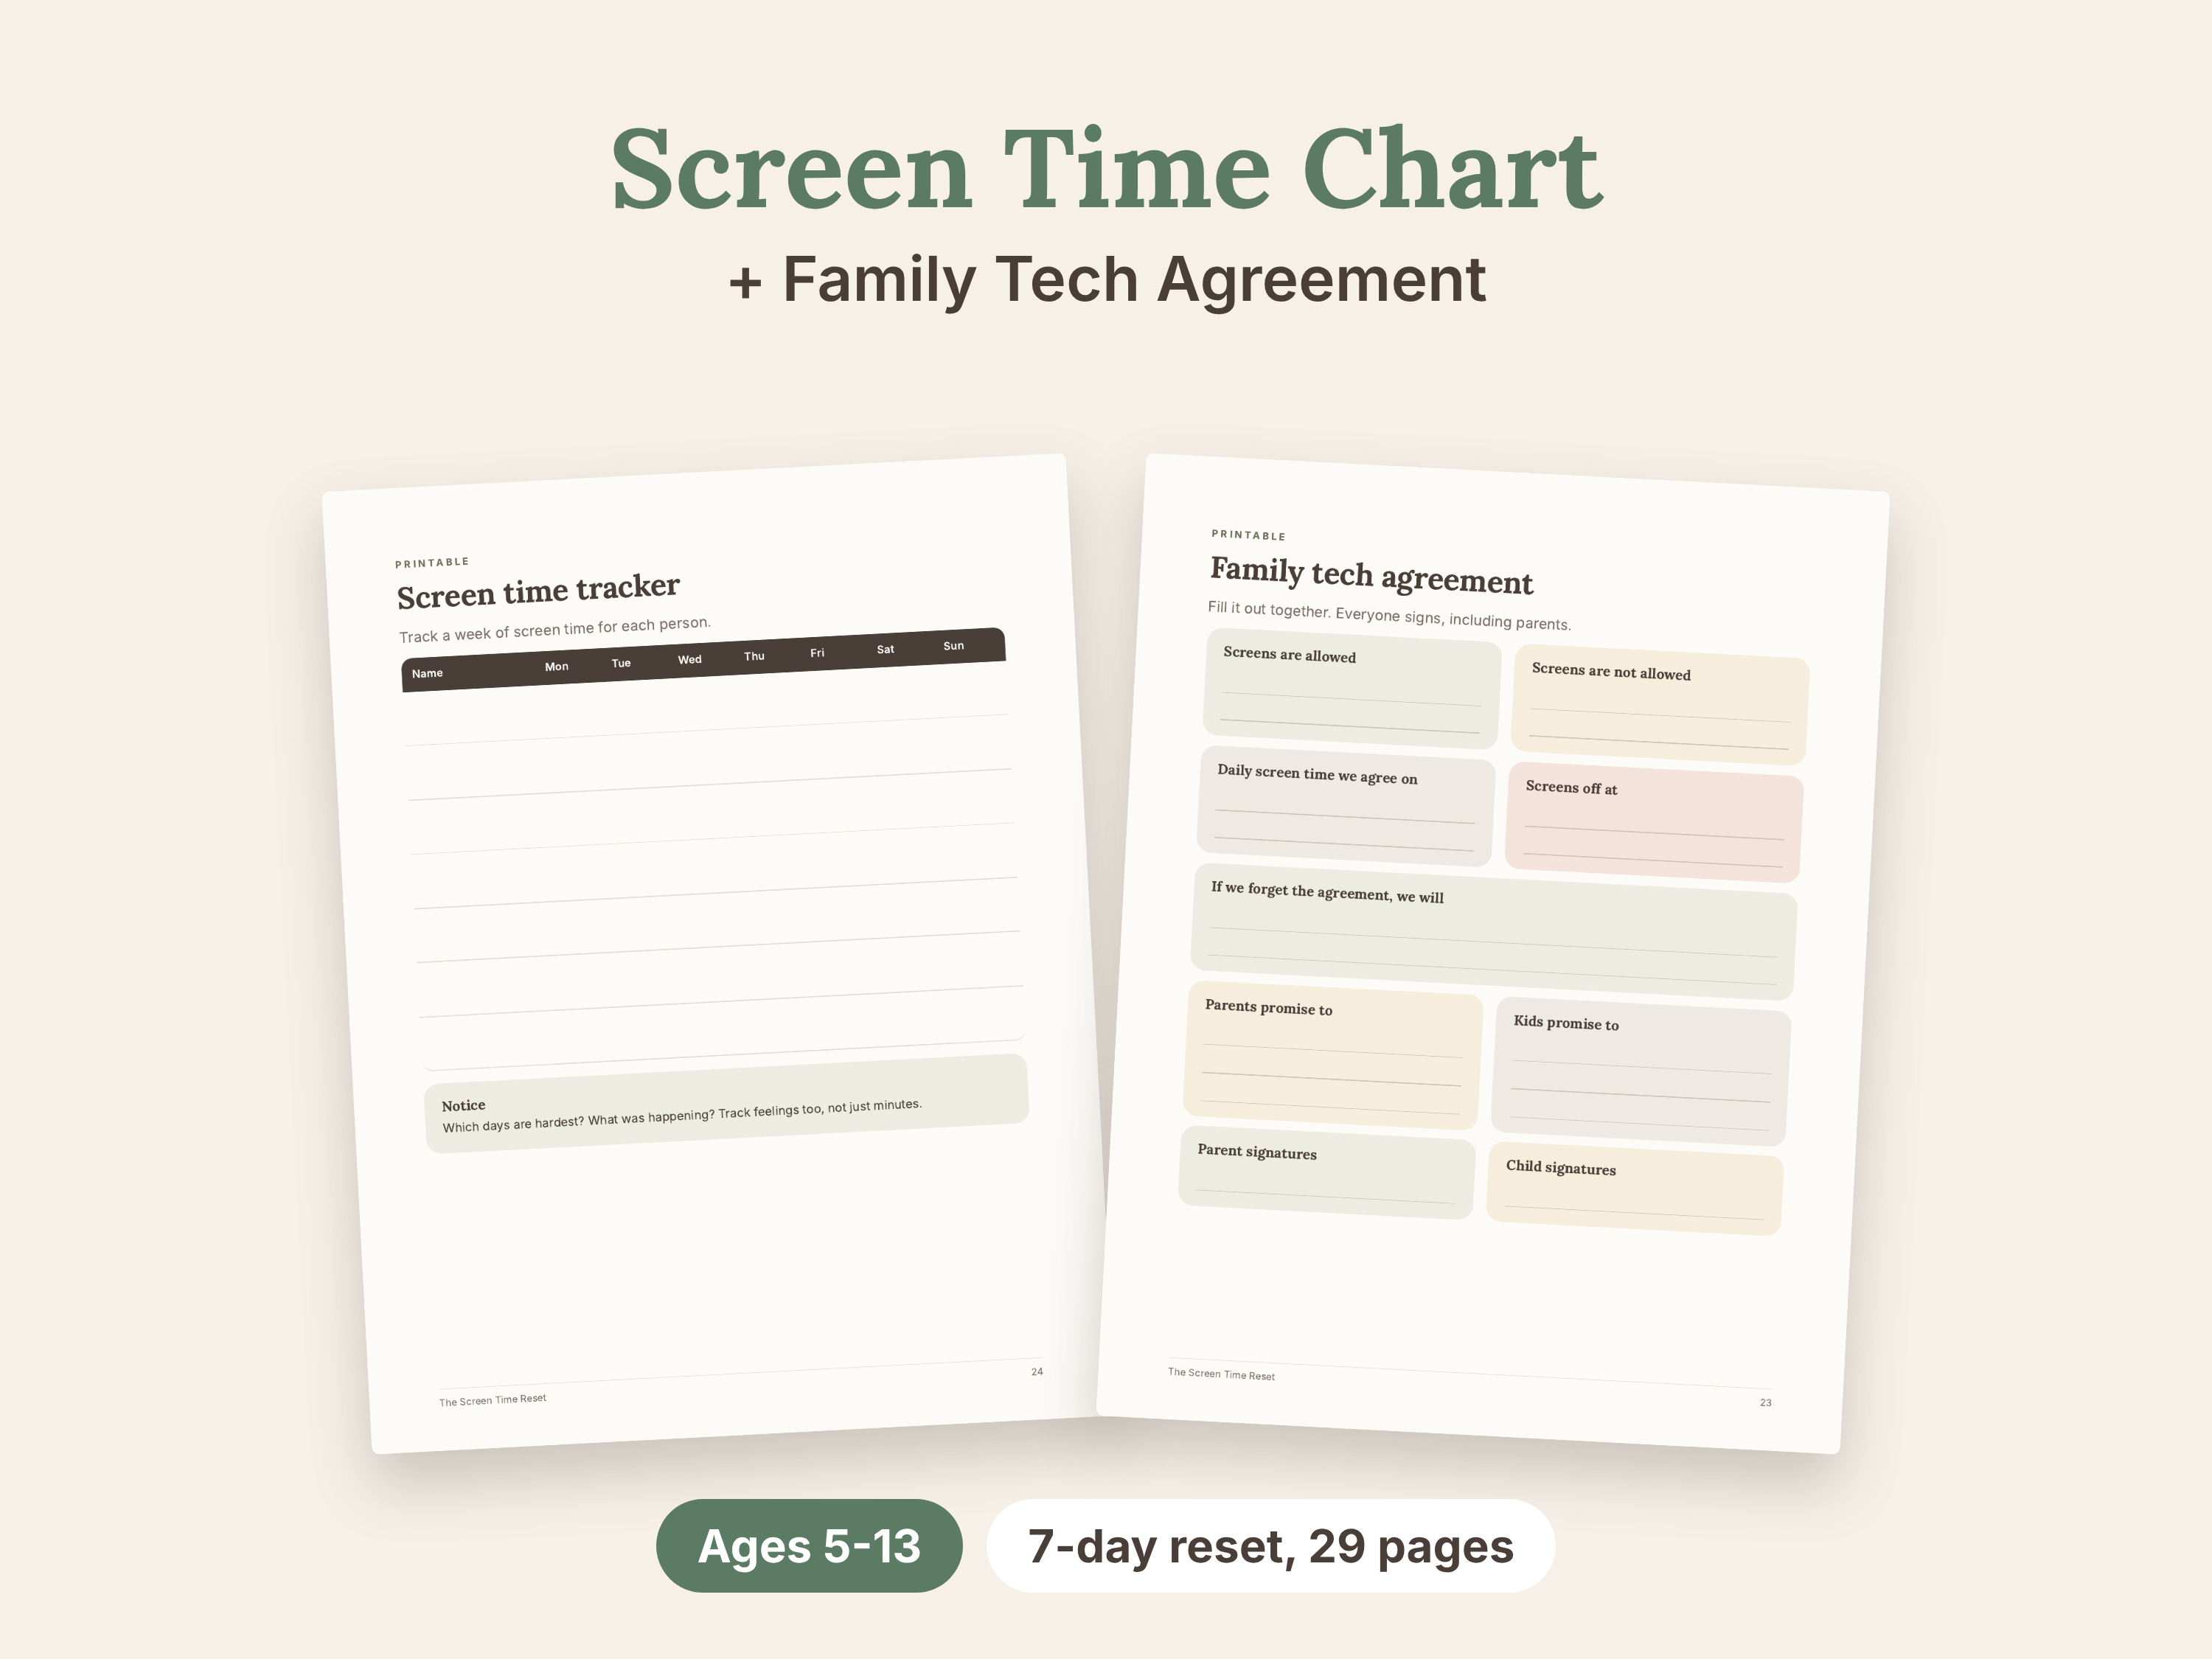 Screen Time Chart
+ Family Tech Agreement
PRINTABLE
Screen time tracker
Track a week of screen time for each person.
Name Mon Tue Wed Thu Fri Sat Sun
Notice
Which days are hardest? What was happening? Track feelings too, not just minutes.
The Screen Time Reset
24
PRINTABLE
Family tech agreement
Fill it out together. Everyone signs, including parents.
Screens are allowed
Screens are not allowed
Daily screen time we agree on
Screens off at
If we forget the agreement, we will
Parents promise to
Kids promise to
Parent signatures
Child signatures
The Screen Time Reset
23
Ages 5-13
7-day reset, 29 pages